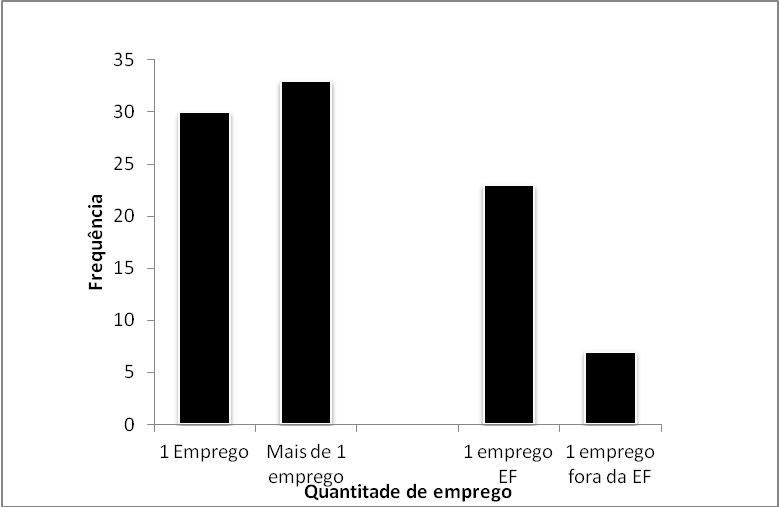 35
30
25
20
15
10
5
0
Frequência
1 Emprego
Mais de 1
emprego
1 emprego
EF
1 emprego
fora da EF
Quantitade de emprego